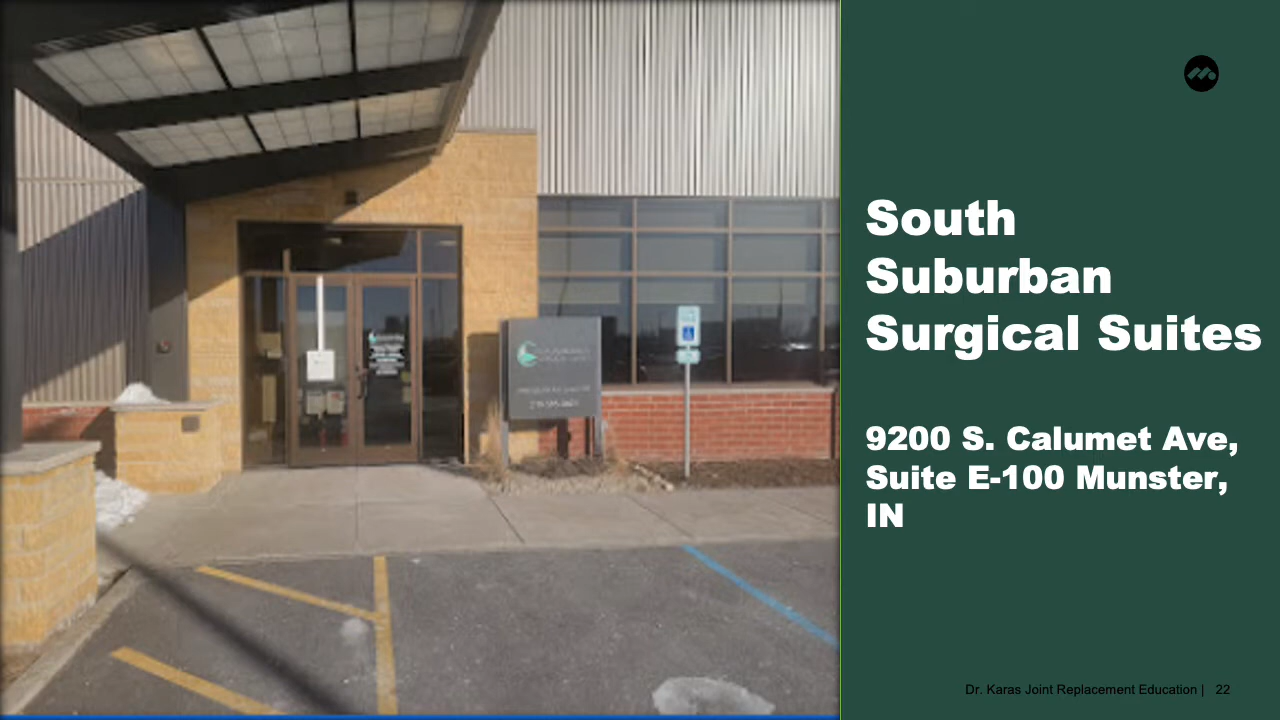 South
Suburban
Surgical Suites
9200 S. Calumet Ave,
Suite E-100 Munster,
IN
Dr. Karas Joint Replacement Education | 22